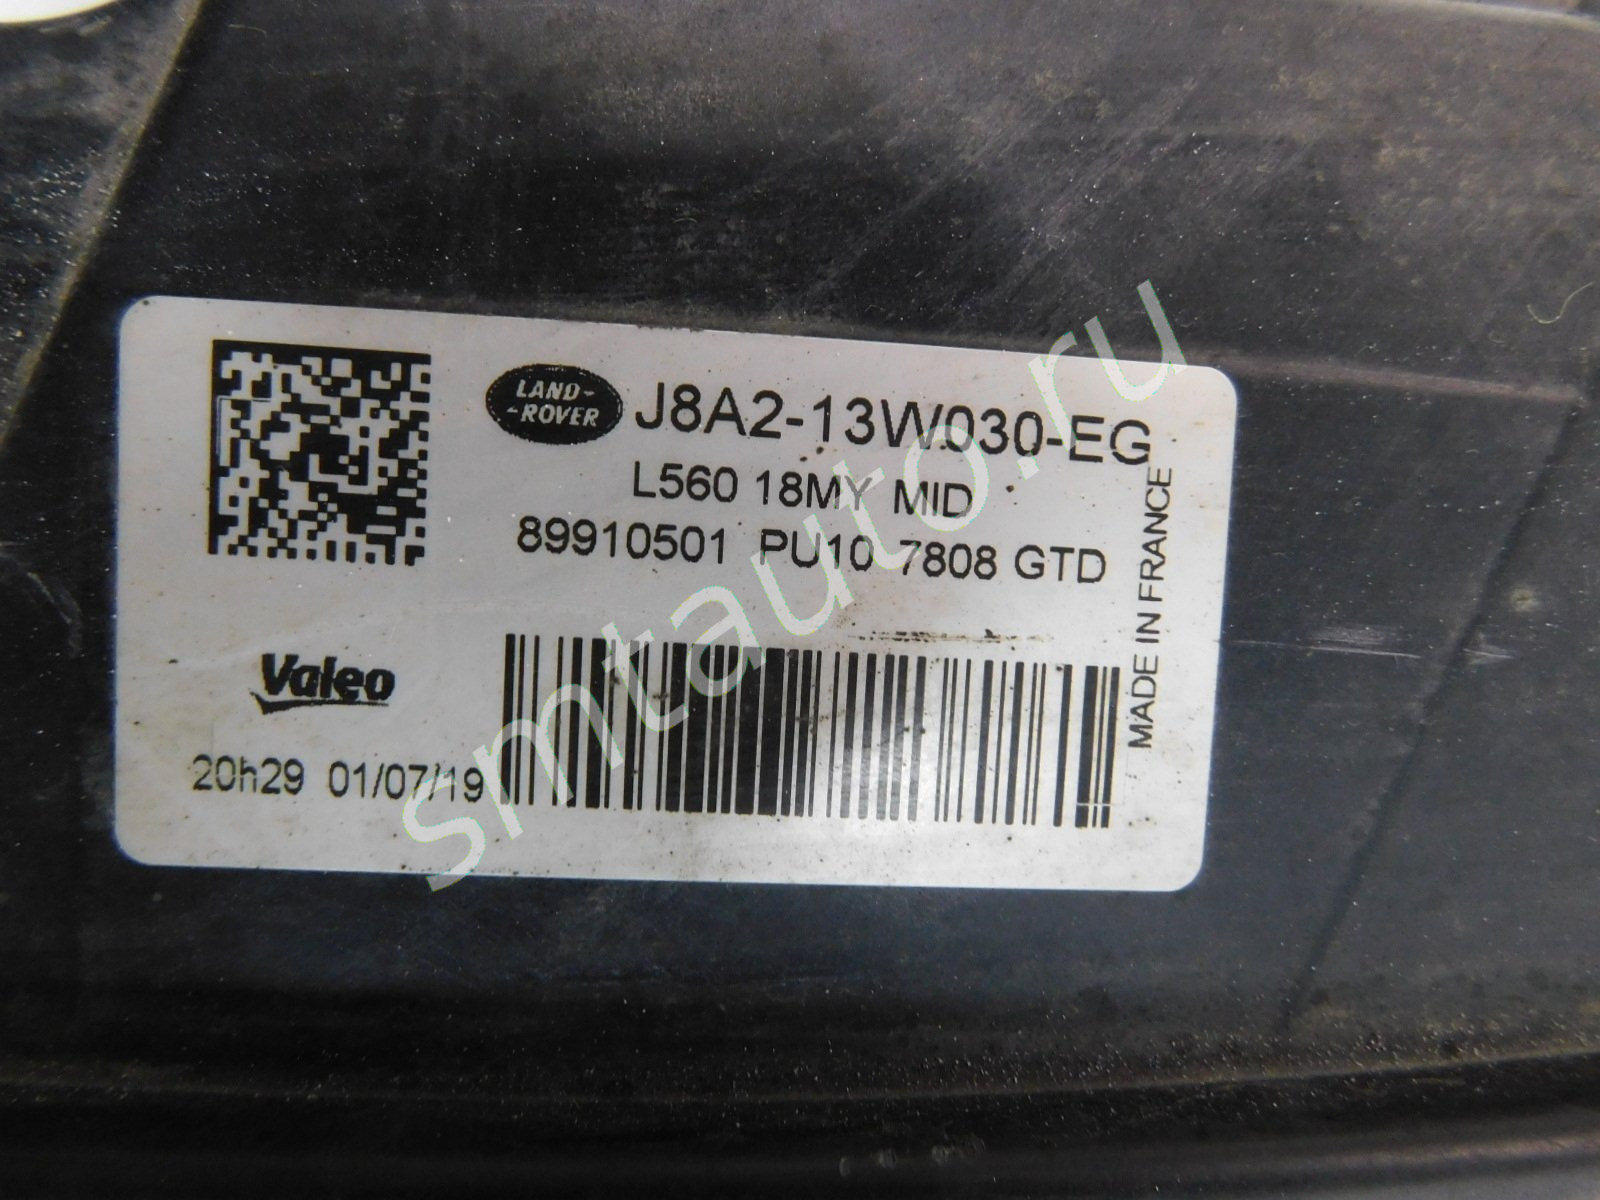 LAND-
-ROVER
J8A2-13W030-EG
L560 18MY MID
89910501 PU10 7808 GTD
MADE IN FRANCE
Valeo
20h29 01/07/19
smtauto.ru